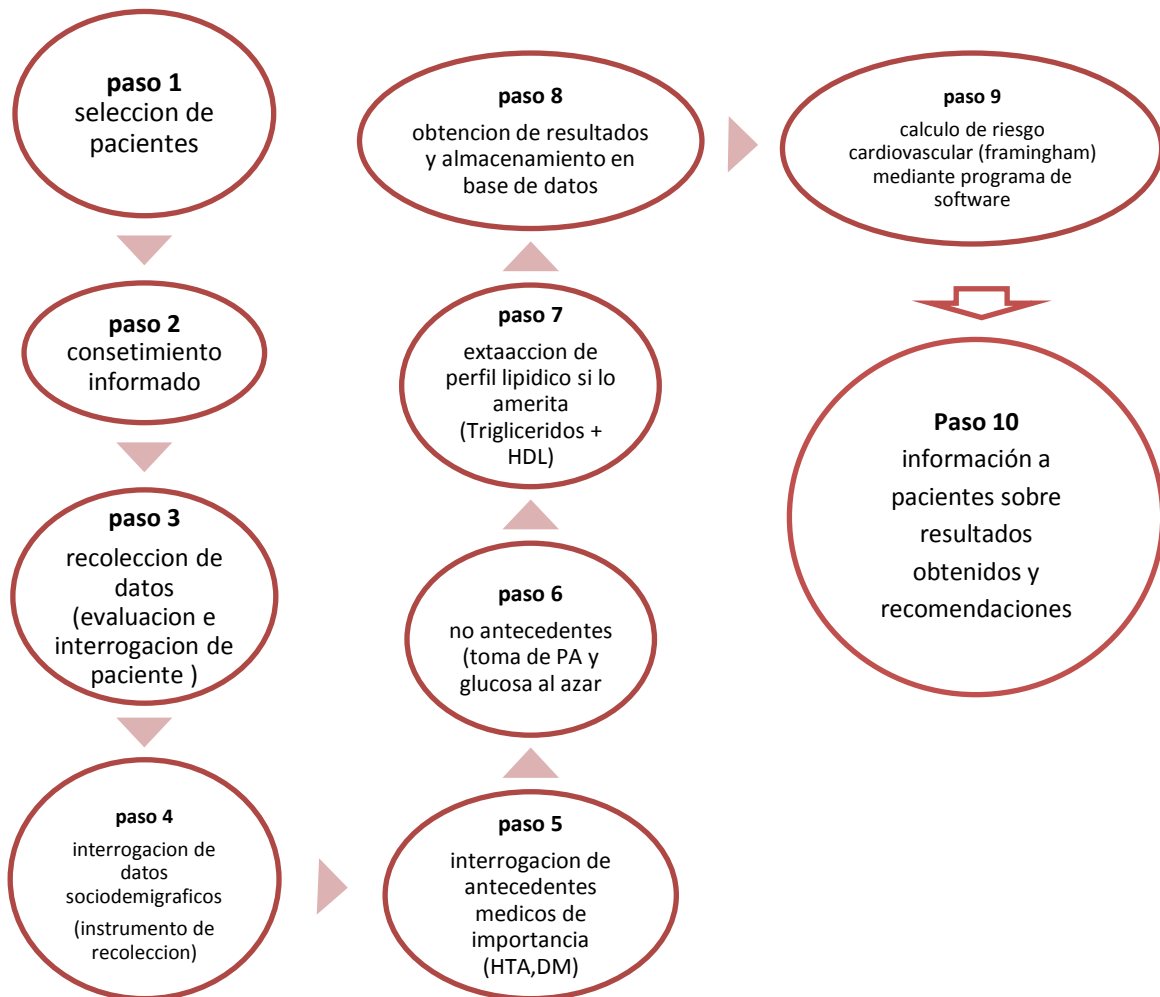 paso 1
seleccion de
pacientes
paso 2
consetimiento
informado
paso 3
recoleccion de
datos
(evaluacion e
interrogacion de
paciente )
paso 4
interrogacion de
datos
sociodemigraficos
(instrumento de
recoleccion)
paso 5
interrogacion de
antecedentes
medicos de
importancia
(HTA,DM)
paso 6
no antecedentes
(toma de PA y
glucosa al azar
paso 7
extaaccion de
perfil lipidico si lo
amerita
(Trigliceridos +
HDL)
paso 8
obtencion de resultados
y almacenamiento en
base de datos
paso 9
calculo de riesgo
cardiovascular (framingham)
mediante programa de
software
Paso 10
información a
pacientes sobre
resultados
obtenidos y
recomendaciones